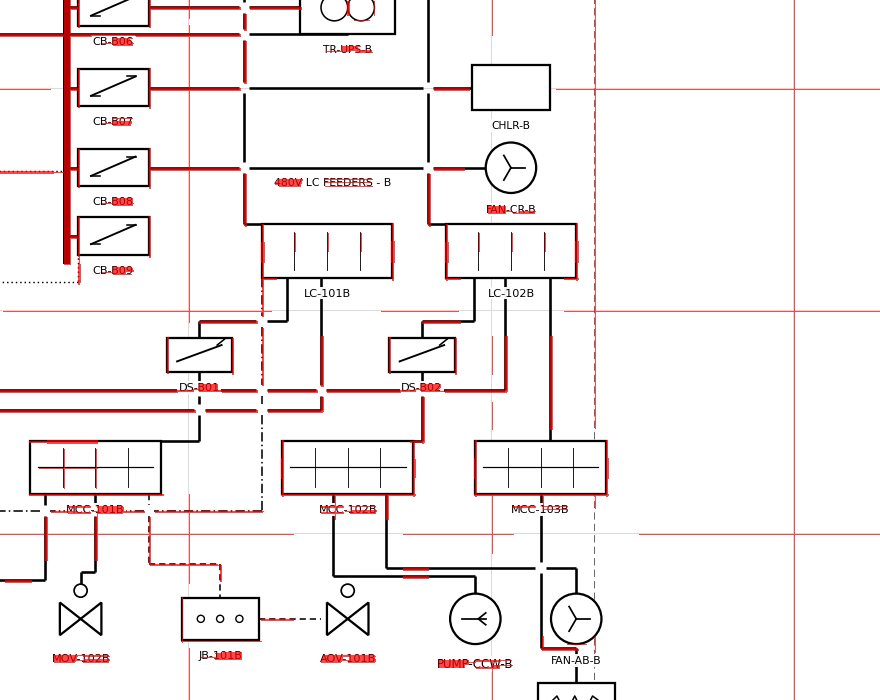 CB-B06
TR-UPS-B
CB-B07
CHLR-B
CB-B08
480V LC FEEDERS - B
FAN-CR-B
CB-B09
LC-101B
LC-102B
DS-B01
DS-B02
MCC-101B
MCC-102B
MCC-103B
MOV-102B
JB-101B
AOV-101B
PUMP-CCW-B
FAN-AB-B